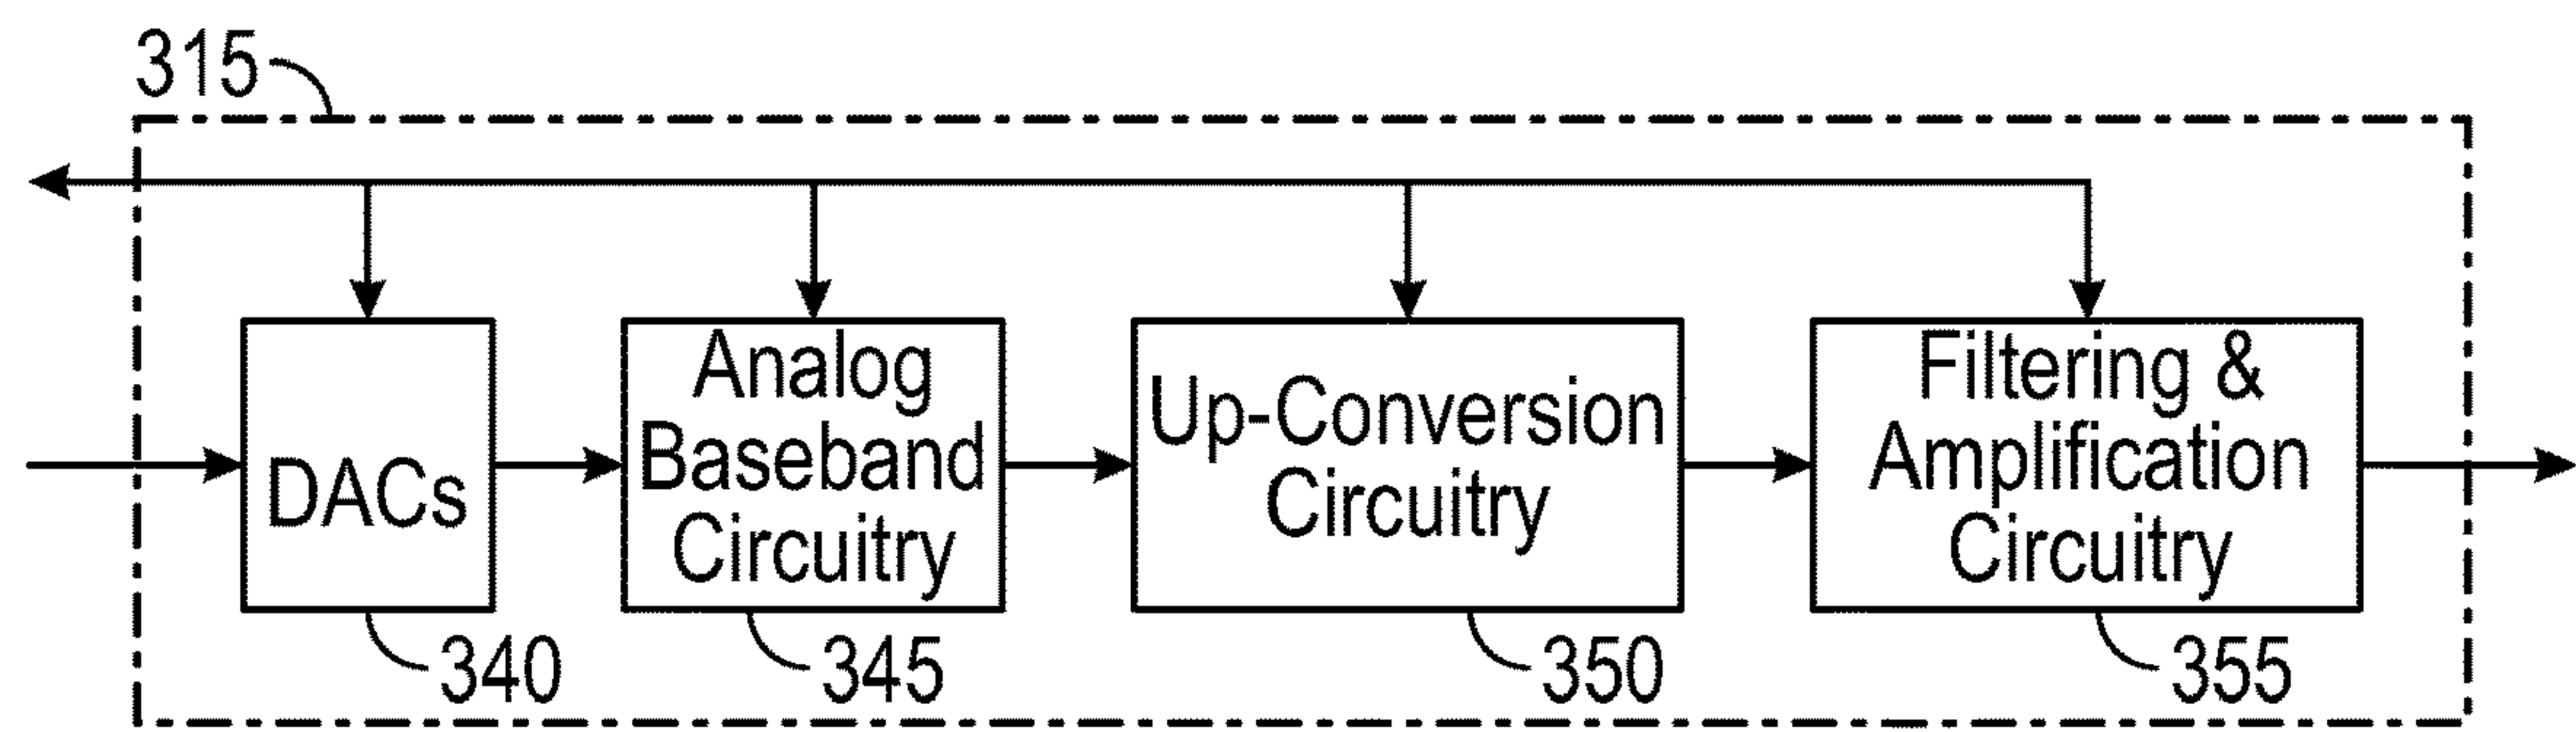 315
DACs
Analog
Baseband
Circuitry
Up-Conversion
Circuitry
Filtering &
Amplification
Circuitry
340
345
350
355